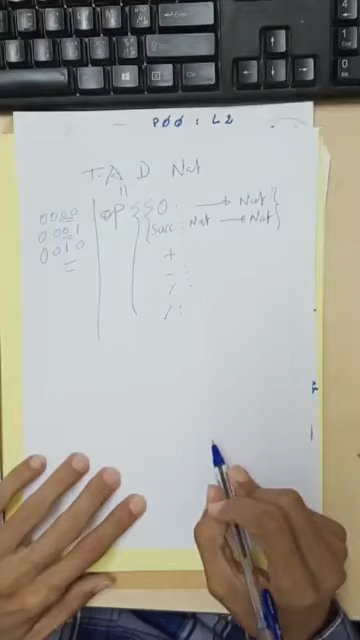 POO : L2
TAD Nat
0000
0001
0010
OP
0 : → Nat
Succ : Nat → Nat
+
-